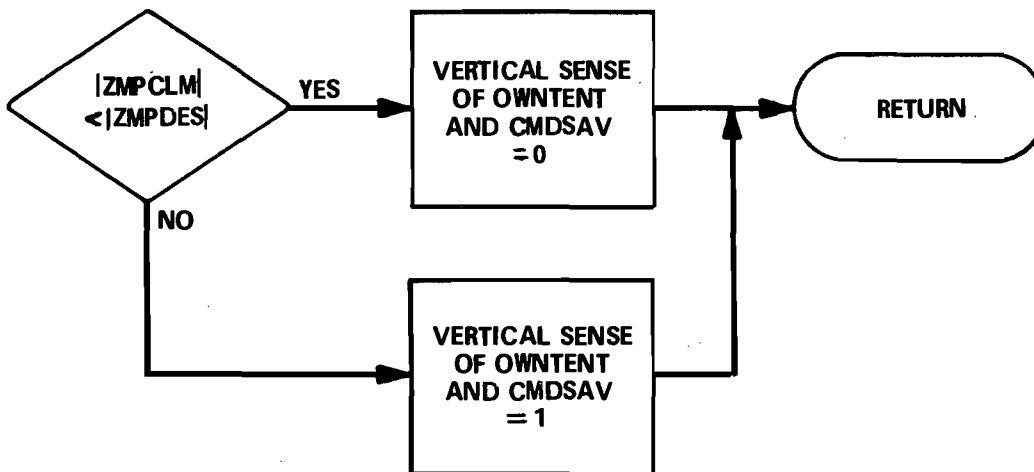 |ZMPCLM|
<|ZMPDES|
YES
VERTICAL SENSE
OF OWNTENT
AND CMDSAV
=0
RETURN
NO
VERTICAL SENSE
OF OWNTENT
AND CMDSAV
=1